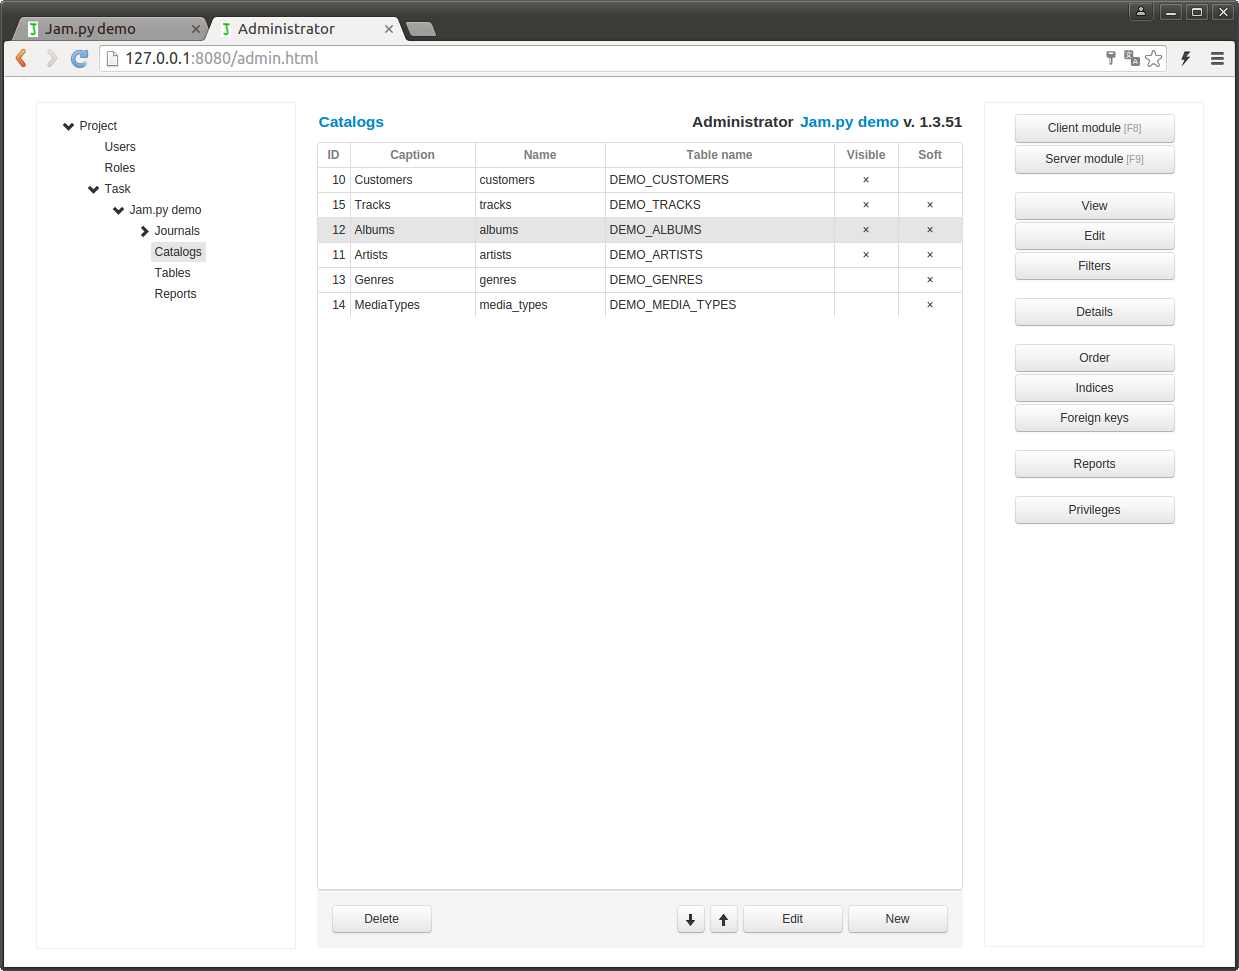 Jam.py demo
Administrator
127.0.0.1:8080/admin.html
Project
Users
Roles
Task
Jam.py demo
Journals
Catalogs
Tables
Reports
Catalogs Administrator Jam.py demo v. 1.3.51
ID Caption Name Table name Visible Soft
10 Customers customers DEMO_CUSTOMERS ×
15 Tracks tracks DEMO_TRACKS × ×
12 Albums albums DEMO_ALBUMS × ×
11 Artists artists DEMO_ARTISTS × ×
13 Genres genres DEMO_GENRES ×
14 MediaTypes media_types DEMO_MEDIA_TYPES ×
Delete Edit New
Client module [F8]
Server module [F9]
View
Edit
Filters
Details
Order
Indices
Foreign keys
Reports
Privileges